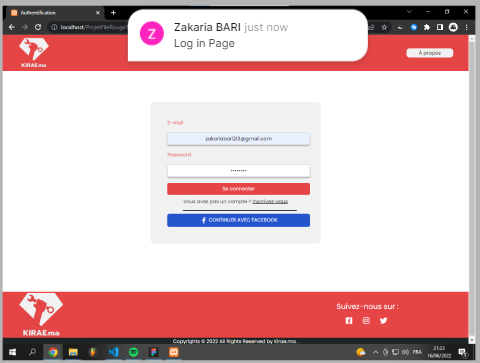 Authentification
Zakaria BARI just now
Log in Page
localhost/ProjetFileRouge
KIRAE.ma
À propos
E-mail
zakariabari213@gmail.com
Password
Se connecter
Vous avez pas un compte ? Inscrivez-vous
CONTINUER AVEC FACEBOOK
KIRAE.ma
Suivez-nous sur :
Copyrights © 2022 All Rights Reserved by Kirae.ma.
FRA
21:23
16/06/2022